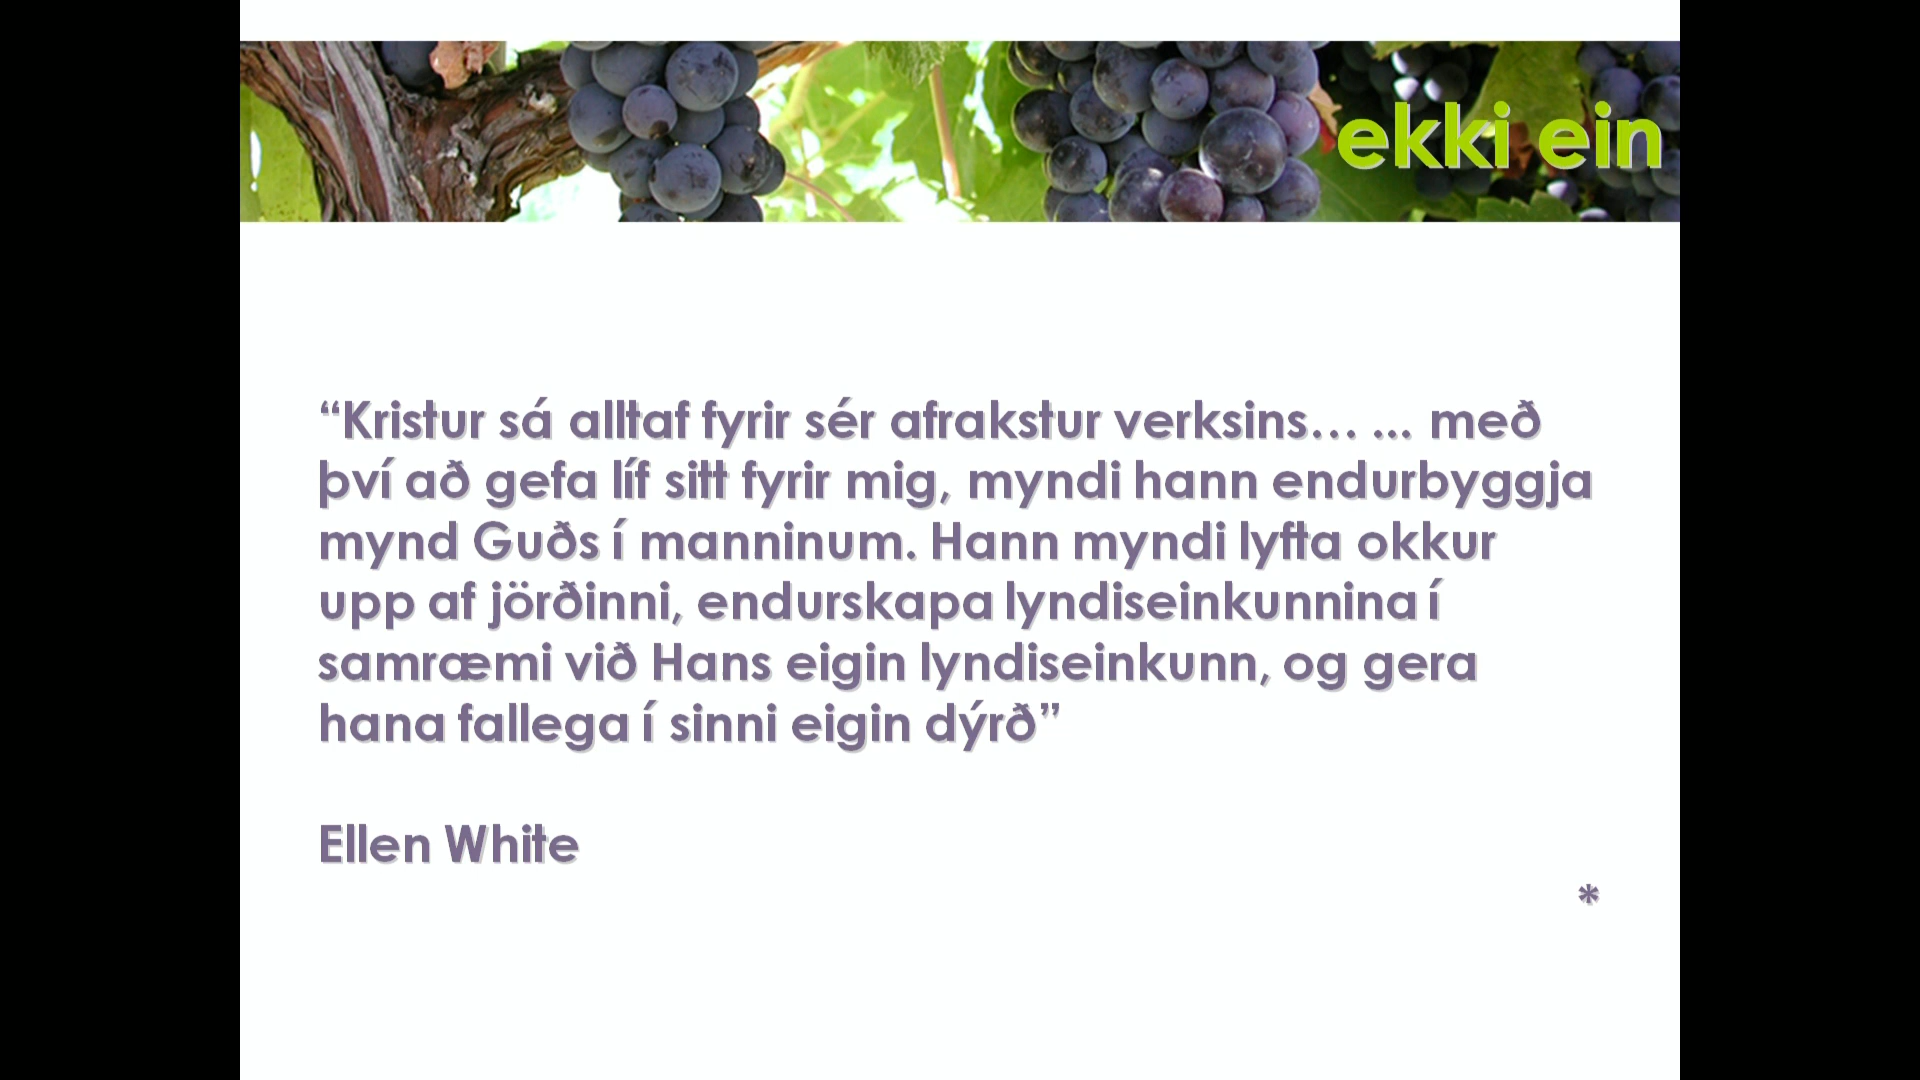 ekki ein
“Kristur sá alltaf fyrir sér afrakstur verksins… ... með
því að gefa líf sitt fyrir mig, myndi hann endurbyggja
mynd Guðs í manninum. Hann myndi lyfta okkur
upp af jörðinni, endurskapa lyndiseinkunnina í
samræmi við Hans eigin lyndiseinkunn, og gera
hana fallega í sinni eigin dýrð”
Ellen White
*